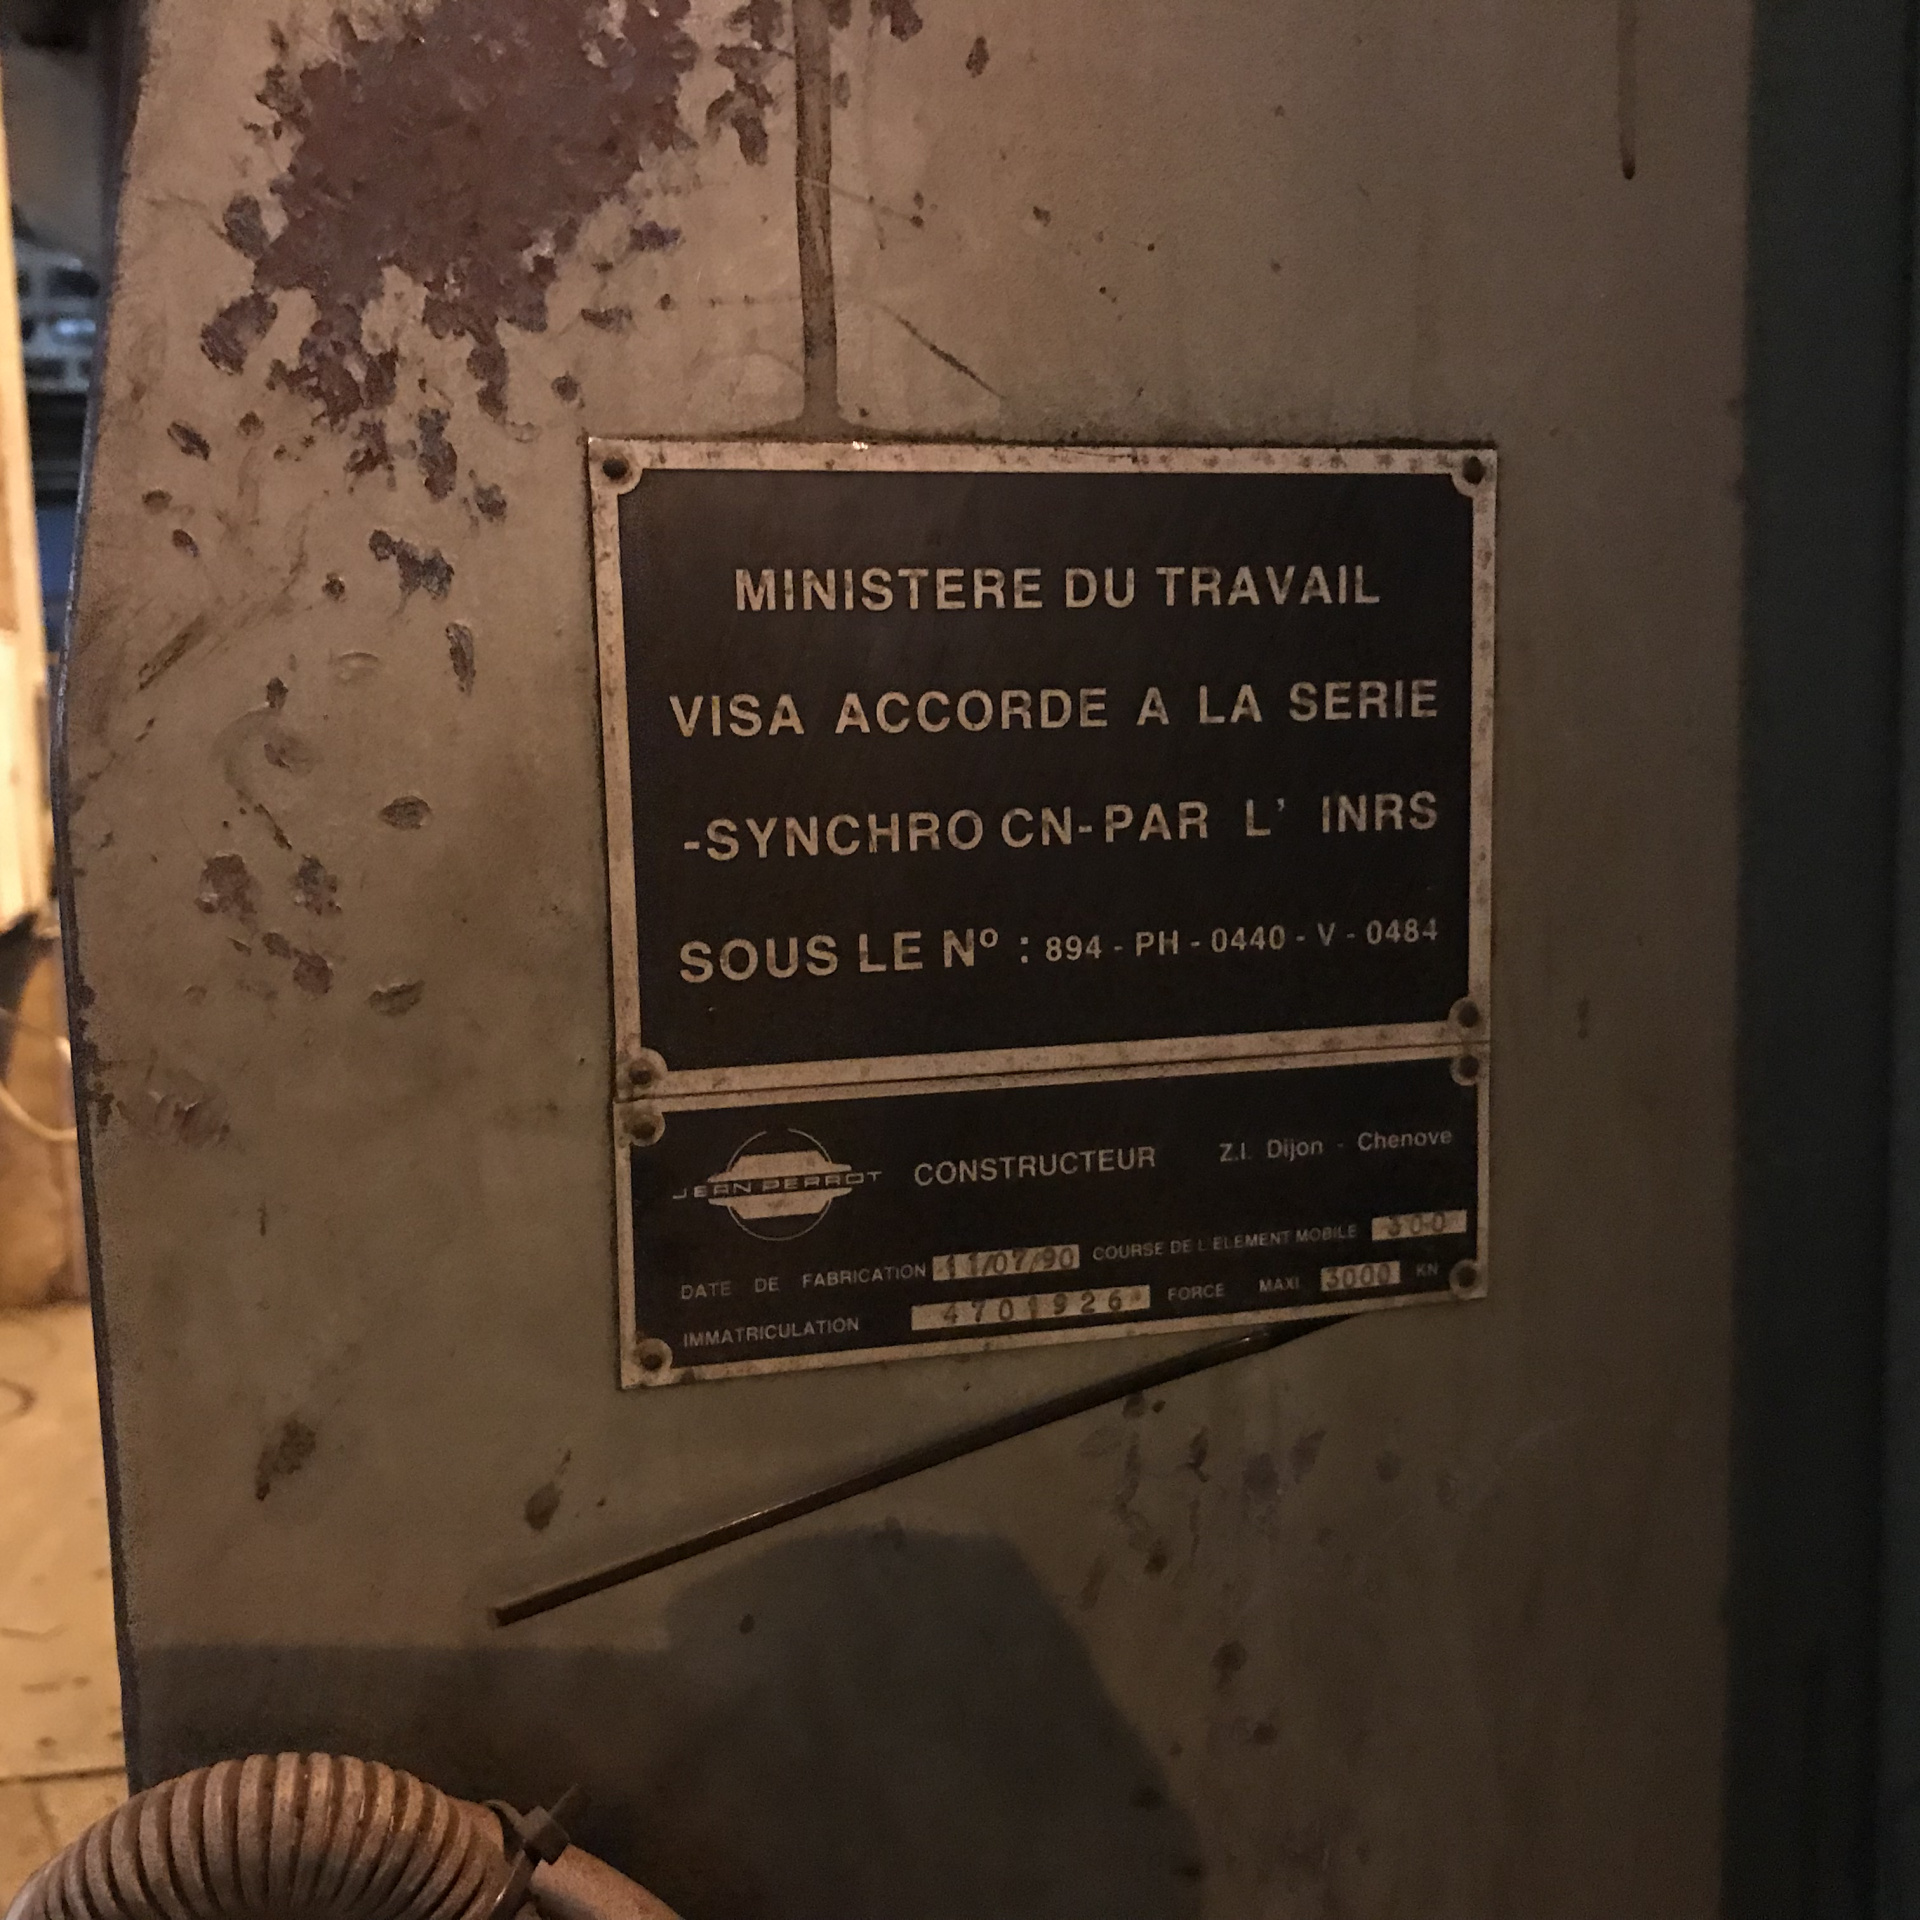 MINISTERE DU TRAVAIL
VISA ACCORDE A LA SERIE
-SYNCHRO CN-PAR L' INRS
SOUS LE Nº : 894 - PH - 0440 - V - 0484
JEAN PERROT CONSTRUCTEUR Z.I. Dijon - Chenove
DATE DE FABRICATION 11/07/90 COURSE DE L'ELEMENT MOBILE 300
IMMATRICULATION 4701926 FORCE MAXI 3000 KN